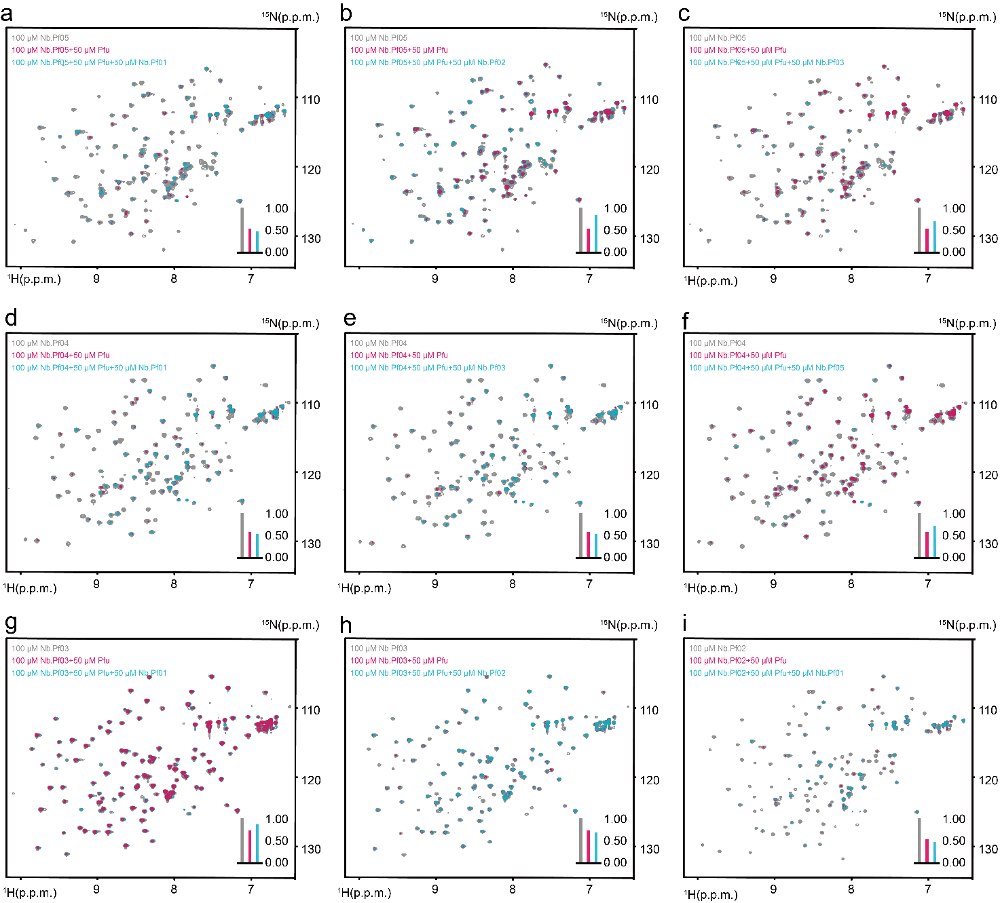 a
¹⁵N(p.p.m.)
100 µM Nb.Pf05
100 µM Nb.Pf05+50 µM Pfu
100 µM Nb.Pf05+50 µM Pfu+50 µM Nb.Pf01
110
120
130
1.00
0.50
0.00
¹H(p.p.m.) 9 8 7
b
¹⁵N(p.p.m.)
100 µM Nb.Pf05
100 µM Nb.Pf05+50 µM Pfu
100 µM Nb.Pf05+50 µM Pfu+50 µM Nb.Pf02
110
120
130
1.00
0.50
0.00
9 8 7
c
¹⁵N(p.p.m.)
100 µM Nb.Pf05
100 µM Nb.Pf05+50 µM Pfu
100 µM Nb.Pf05+50 µM Pfu+50 µM Nb.Pf03
110
120
130
1.00
0.50
0.00
¹H(p.p.m.) 9 8 7
d
¹⁵N(p.p.m.)
100 µM Nb.Pf04
100 µM Nb.Pf04+50 µM Pfu
100 µM Nb.Pf04+50 µM Pfu+50 µM Nb.Pf01
110
120
130
1.00
0.50
0.00
¹H(p.p.m.) 9 8 7
e
¹⁵N(p.p.m.)
100 µM Nb.Pf04
100 µM Nb.Pf04+50 µM Pfu
100 µM Nb.Pf04+50 µM Pfu+50 µM Nb.Pf03
110
120
130
1.00
0.50
0.00
¹H(p.p.m.) 9 8 7
f
¹⁵N(p.p.m.)
100 µM Nb.Pf04
100 µM Nb.Pf04+50 µM Pfu
100 µM Nb.Pf04+50 µM Pfu+50 µM Nb.Pf05
110
120
130
1.00
0.50
0.00
¹H(p.p.m.) 9 8 7
g
¹⁵N(p.p.m.)
100 µM Nb.Pf03
100 µM Nb.Pf03+50 µM Pfu
100 µM Nb.Pf03+50 µM Pfu+50 µM Nb.Pf01
110
120
130
1.00
0.50
0.00
¹H(p.p.m.) 9 8 7
h
¹⁵N(p.p.m.)
100 µM Nb.Pf03
100 µM Nb.Pf03+50 µM Pfu
100 µM Nb.Pf03+50 µM Pfu+50 µM Nb.Pf02
110
120
130
1.00
0.50
0.00
¹H(p.p.m.) 9 8 7
i
¹⁵N(p.p.m.)
100 µM Nb.Pf02
100 µM Nb.Pf02+50 µM Pfu
100 µM Nb.Pf02+50 µM Pfu+50 µM Nb.Pf01
110
120
130
1.00
0.50
0.00
¹H(p.p.m.) 9 8 7